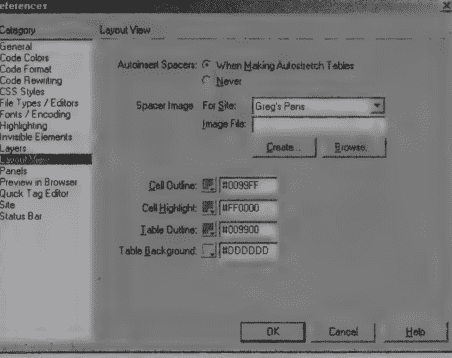 eferences
Category
Layout View
General
Code Colors
Code Format
Code Rewriting
CSS Styles
File Types / Editors
Fonts / Encoding
Highlighting
Invisible Elements
Layers
Layout View
Panels
Preview in Browser
Quick Tag Editor
Site
Status Bar
Autoinsert Spacers: When Making Autostretch Tables
Never
Spacer Image For Site: Greg's Pens
Image File:
Create... Browse...
Cell Outline: #0099FF
Cell Highlight: #FF0000
Table Outline: #009900
Table Background: #DDDDDD
OK Cancel Help